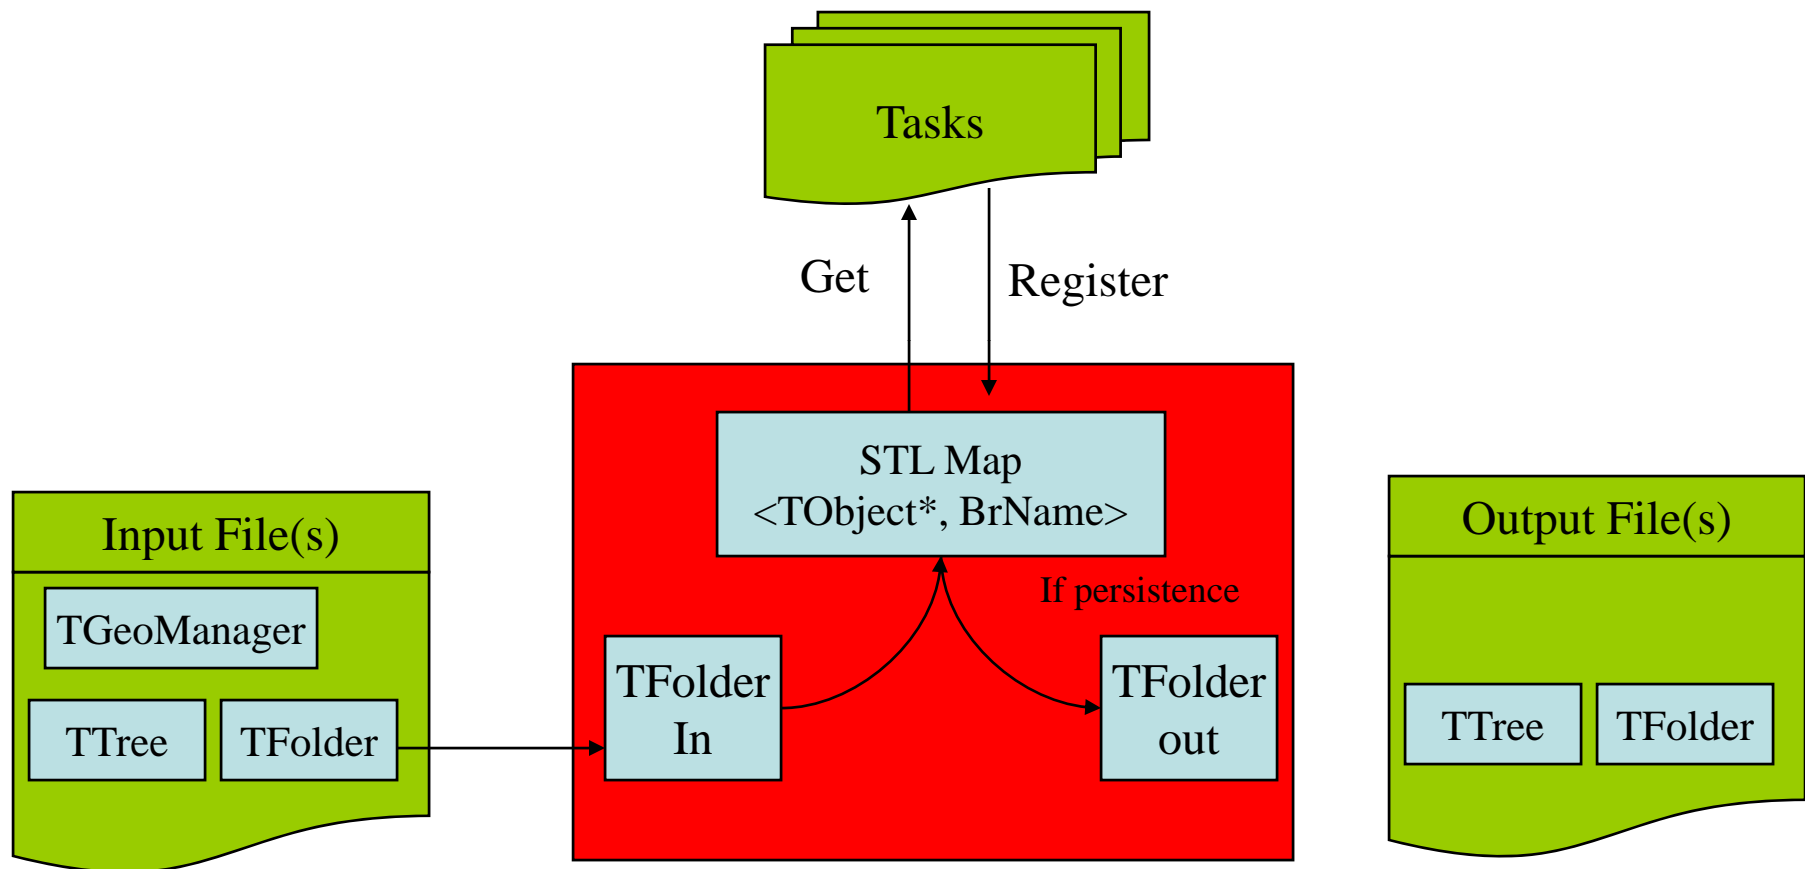 Tasks
Get
Register
STL Map
<TObject*, BrName>
If persistence
Input File(s)
TGeoManager
TTree
TFolder
TFolder
In
TFolder
out
Output File(s)
TTree
TFolder